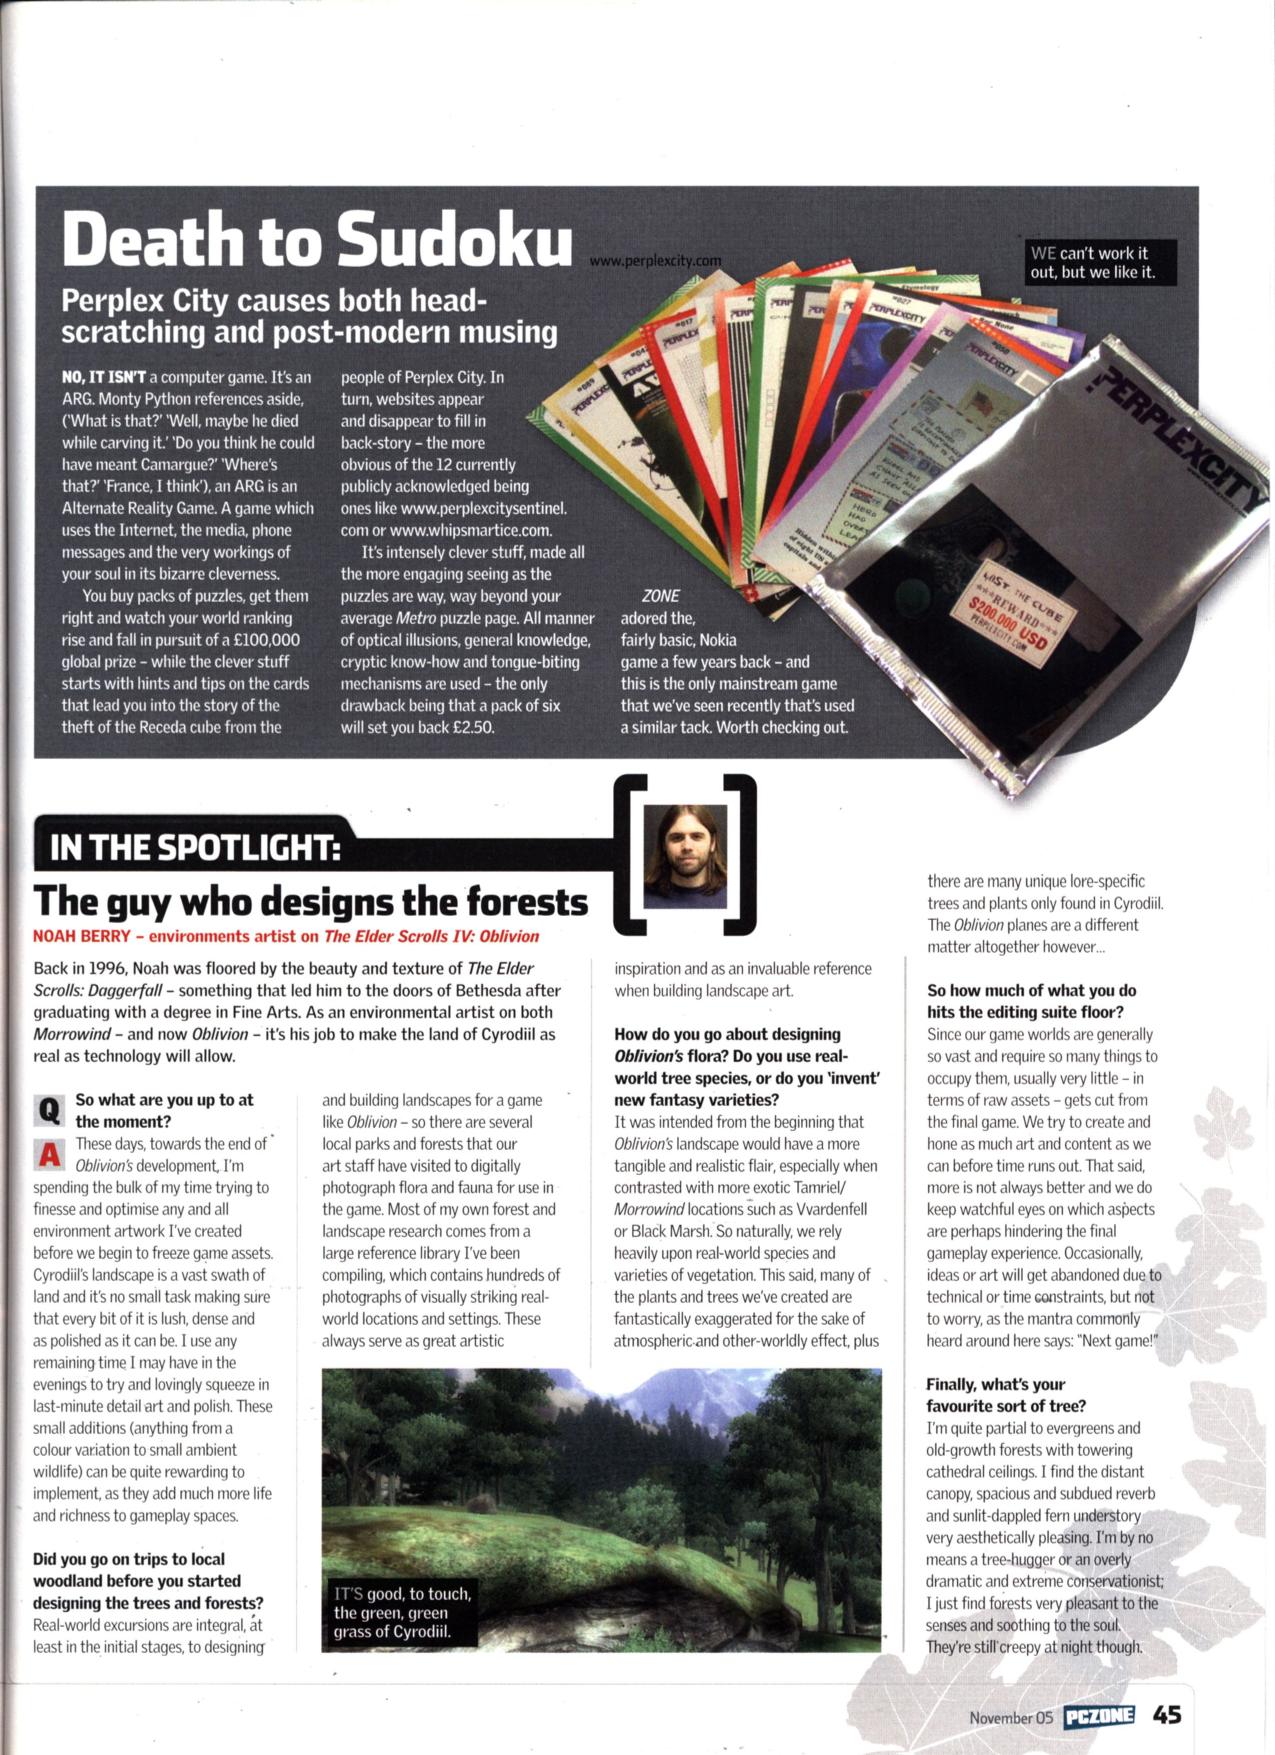 Death to Sudoku
www.perplexcity.com
Perplex City causes both head-
scratching and post-modern musing
WE can't work it
out, but we like it.
NO, IT ISN'T a computer game. It's an
ARG. Monty Python references aside,
('What is that?' 'Well, maybe he died
while carving it.' 'Do you think he could
have meant Camargue?' 'Where's
that?' 'France, I think'), an ARG is an
Alternate Reality Game. A game which
uses the Internet, the media, phone
messages and the very workings of
your soul in its bizarre cleverness.
You buy packs of puzzles, get them
right and watch your world ranking
rise and fall in pursuit of a £100,000
global prize – while the clever stuff
starts with hints and tips on the cards
that lead you into the story of the
theft of the Receda cube from the
people of Perplex City. In
turn, websites appear
and disappear to fill in
back-story – the more
obvious of the 12 currently
publicly acknowledged being
ones like www.perplexcitysentinel.
com or www.whipsmartice.com.
It's intensely clever stuff, made all
the more engaging seeing as the
puzzles are way, way beyond your
average Metro puzzle page. All manner
of optical illusions, general knowledge,
cryptic know-how and tongue-biting
mechanisms are used – the only
drawback being that a pack of six
will set you back £2.50.
ZONE
adored the,
fairly basic, Nokia
game a few years back – and
this is the only mainstream game
that we've seen recently that's used
a similar tack. Worth checking out.
#017
#027
PERPLEXCITY
#058
PERPLEXCITY
#089
PERPLEXCITY
LOST. THE CUBE
***REWARD***
$200,000 USD
PERPLEXCITY.COM
IN THE SPOTLIGHT:
The guy who designs the forests
NOAH BERRY – environments artist on The Elder Scrolls IV: Oblivion
Back in 1996, Noah was floored by the beauty and texture of The Elder
Scrolls: Daggerfall – something that led him to the doors of Bethesda after
graduating with a degree in Fine Arts. As an environmental artist on both
Morrowind – and now Oblivion – it's his job to make the land of Cyrodiil as
real as technology will allow.
Q So what are you up to at
the moment?
A These days, towards the end of
Oblivion's development, I'm
spending the bulk of my time trying to
finesse and optimise any and all
environment artwork I've created
before we begin to freeze game assets.
Cyrodiil's landscape is a vast swath of
land and it's no small task making sure
that every bit of it is lush, dense and
as polished as it can be. I use any
remaining time I may have in the
evenings to try and lovingly squeeze in
last-minute detail art and polish. These
small additions (anything from a
colour variation to small ambient
wildlife) can be quite rewarding to
implement, as they add much more life
and richness to gameplay spaces.
Did you go on trips to local
woodland before you started
designing the trees and forests?
Real-world excursions are integral, at
least in the initial stages, to designing
and building landscapes for a game
like Oblivion – so there are several
local parks and forests that our
art staff have visited to digitally
photograph flora and fauna for use in
the game. Most of my own forest and
landscape research comes from a
large reference library I've been
compiling, which contains hundreds of
photographs of visually striking real-
world locations and settings. These
always serve as great artistic
IT'S good, to touch,
the green, green
grass of Cyrodiil.
inspiration and as an invaluable reference
when building landscape art.
How do you go about designing
Oblivion's flora? Do you use real-
world tree species, or do you 'invent'
new fantasy varieties?
It was intended from the beginning that
Oblivion's landscape would have a more
tangible and realistic flair, especially when
contrasted with more exotic Tamriel/
Morrowind locations such as Vvardenfell
or Black Marsh. So naturally, we rely
heavily upon real-world species and
varieties of vegetation. This said, many of
the plants and trees we've created are
fantastically exaggerated for the sake of
atmospheric and other-worldly effect, plus
there are many unique lore-specific
trees and plants only found in Cyrodiil.
The Oblivion planes are a different
matter altogether however...
So how much of what you do
hits the editing suite floor?
Since our game worlds are generally
so vast and require so many things to
occupy them, usually very little – in
terms of raw assets – gets cut from
the final game. We try to create and
hone as much art and content as we
can before time runs out. That said,
more is not always better and we do
keep watchful eyes on which aspects
are perhaps hindering the final
gameplay experience. Occasionally,
ideas or art will get abandoned due to
technical or time constraints, but not
to worry, as the mantra commonly
heard around here says: "Next game!"
Finally, what's your
favourite sort of tree?
I'm quite partial to evergreens and
old-growth forests with towering
cathedral ceilings. I find the distant
canopy, spacious and subdued reverb
and sunlit-dappled fern understory
very aesthetically pleasing. I'm by no
means a tree-hugger or an overly
dramatic and extreme conservationist;
I just find forests very pleasant to the
senses and soothing to the soul.
They're still creepy at night though.
November 05 PCZONE 45